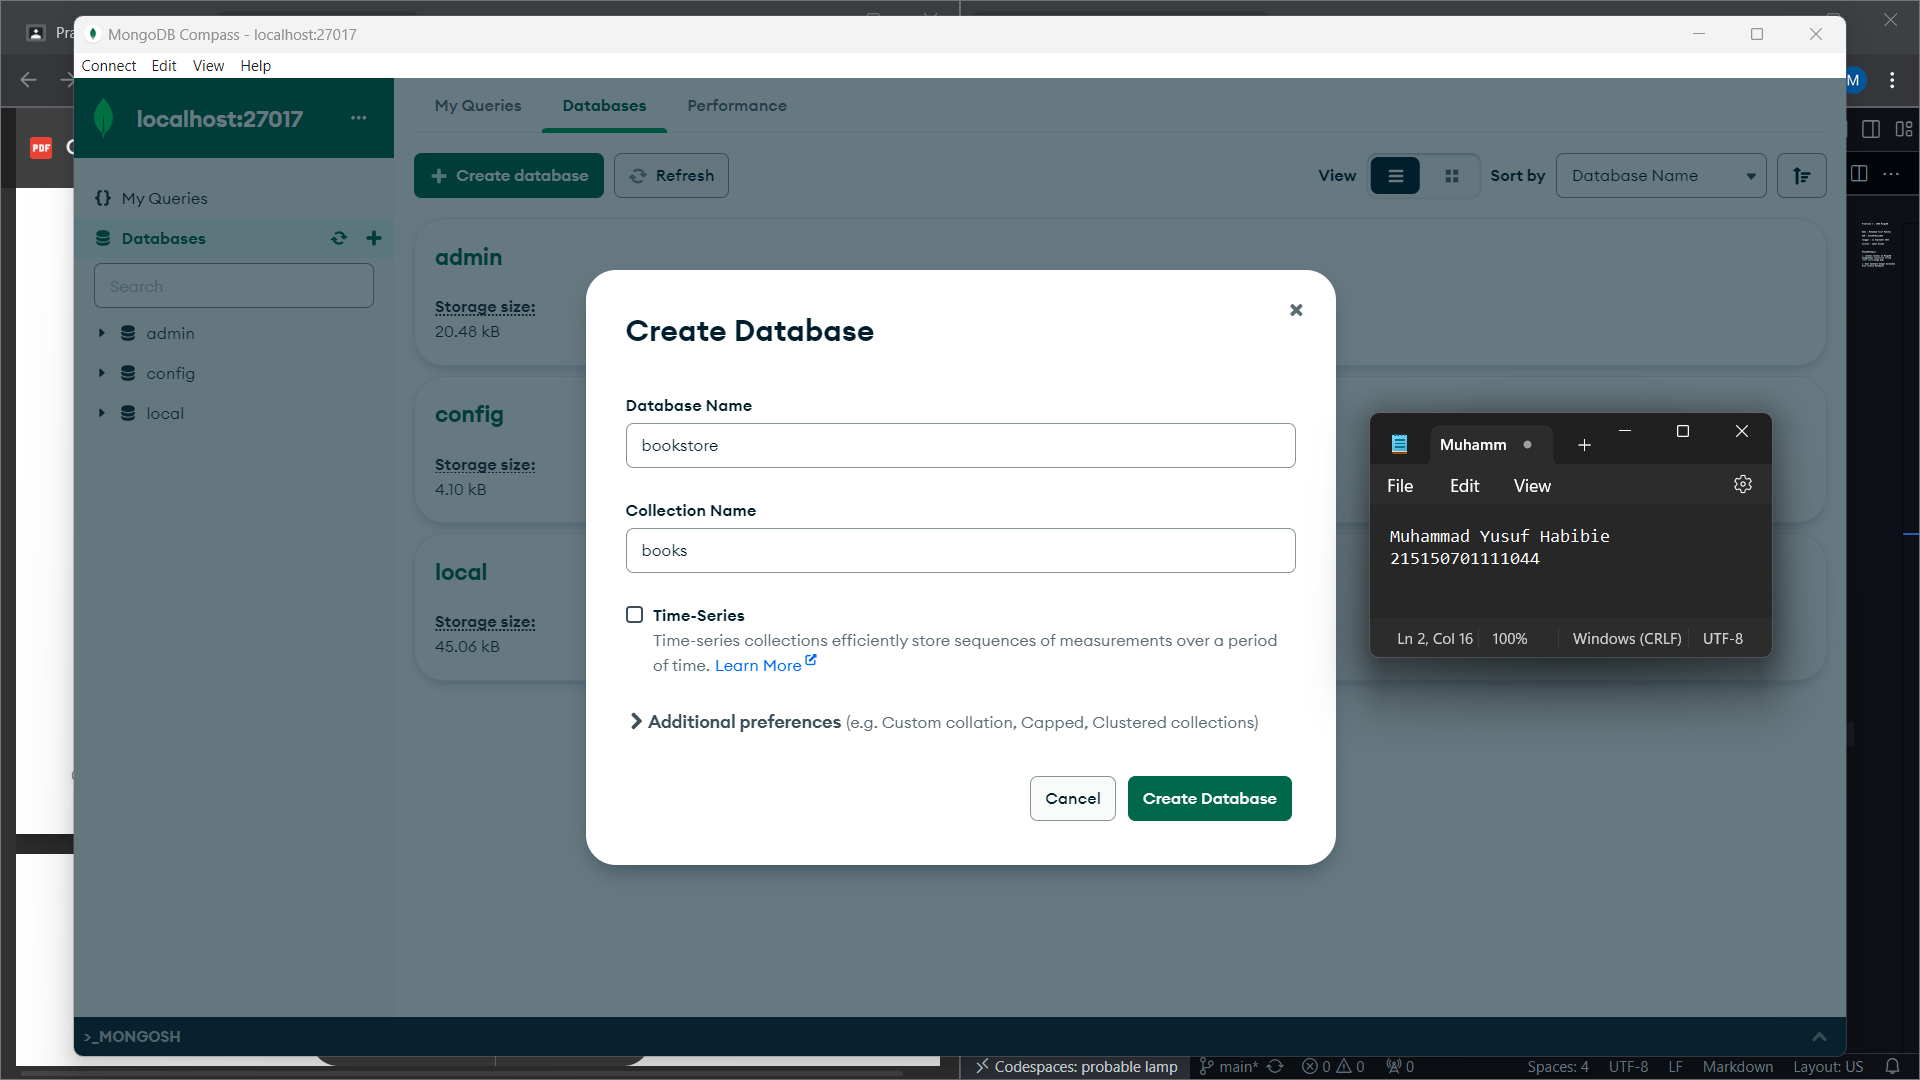 Pra
MongoDB Compass - localhost:27017
Connect Edit View Help
M
PDF
localhost:27017
My Queries Databases Performance
Create database Refresh
View Sort by Database Name
{} My Queries
Databases
Search
admin
config
local
admin
Storage size:
20.48 kB
config
Storage size:
4.10 kB
local
Storage size:
45.06 kB
Create Database
Database Name
bookstore
Collection Name
books
Time-Series
Time-series collections efficiently store sequences of measurements over a period
of time. Learn More
Additional preferences (e.g. Custom collation, Capped, Clustered collections)
Cancel Create Database
Muhamm
File Edit View
Muhammad Yusuf Habibie
215150701111044
Ln 2, Col 16 100% Windows (CRLF) UTF-8
>_MONGOSH
Codespaces: probable lamp main* 0 0 0 Spaces: 4 UTF-8 LF Markdown Layout: US